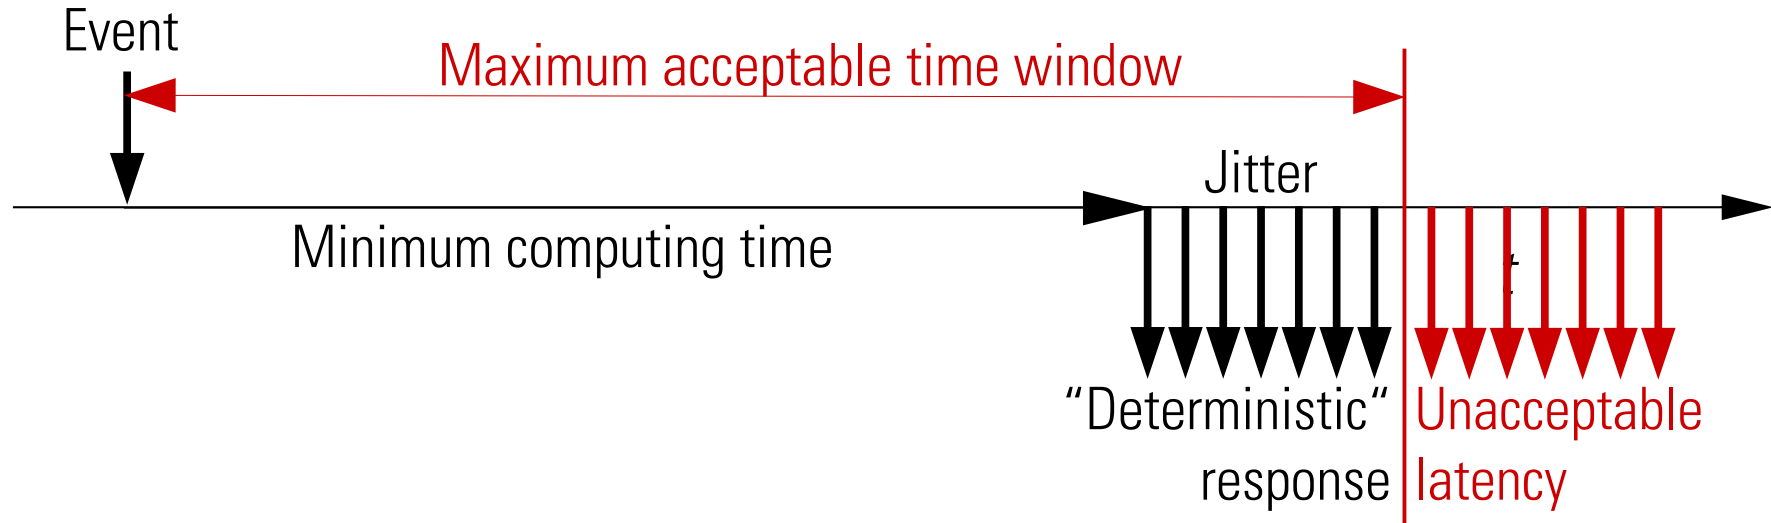 Event
Maximum acceptable time window
Jitter
Minimum computing time
t
“Deterministic“
response
Unacceptable
latency